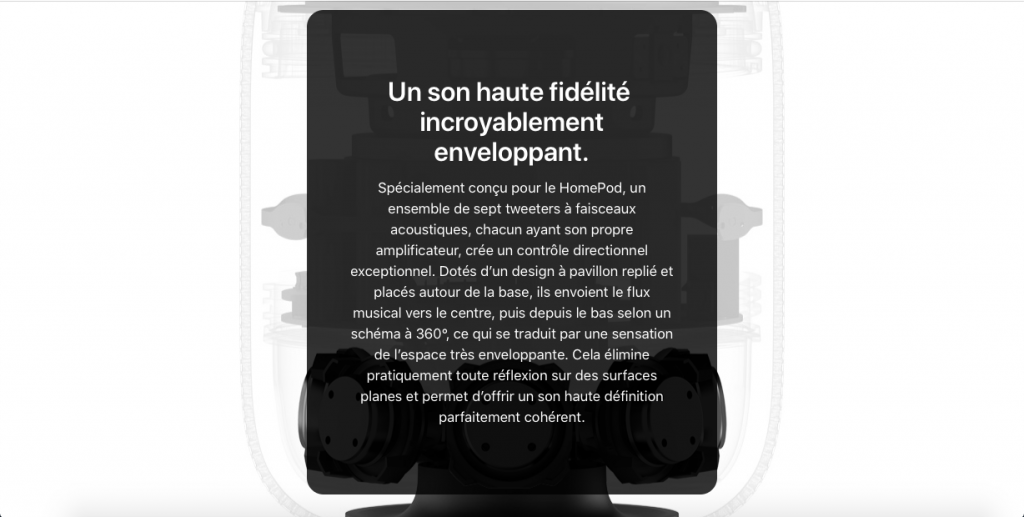 Un son haute fidélité
incroyablement
enveloppant.
Spécialement conçu pour le HomePod, un
ensemble de sept tweeters à faisceaux
acoustiques, chacun ayant son propre
amplificateur, crée un contrôle directionnel
exceptionnel. Dotés d’un design à pavillon replié et
placés autour de la base, ils envoient le flux
musical vers le centre, puis depuis le bas selon un
schéma à 360°, ce qui se traduit par une sensation
de l’espace très enveloppante. Cela élimine
pratiquement toute réflexion sur des surfaces
planes et permet d’offrir un son haute définition
parfaitement cohérent.